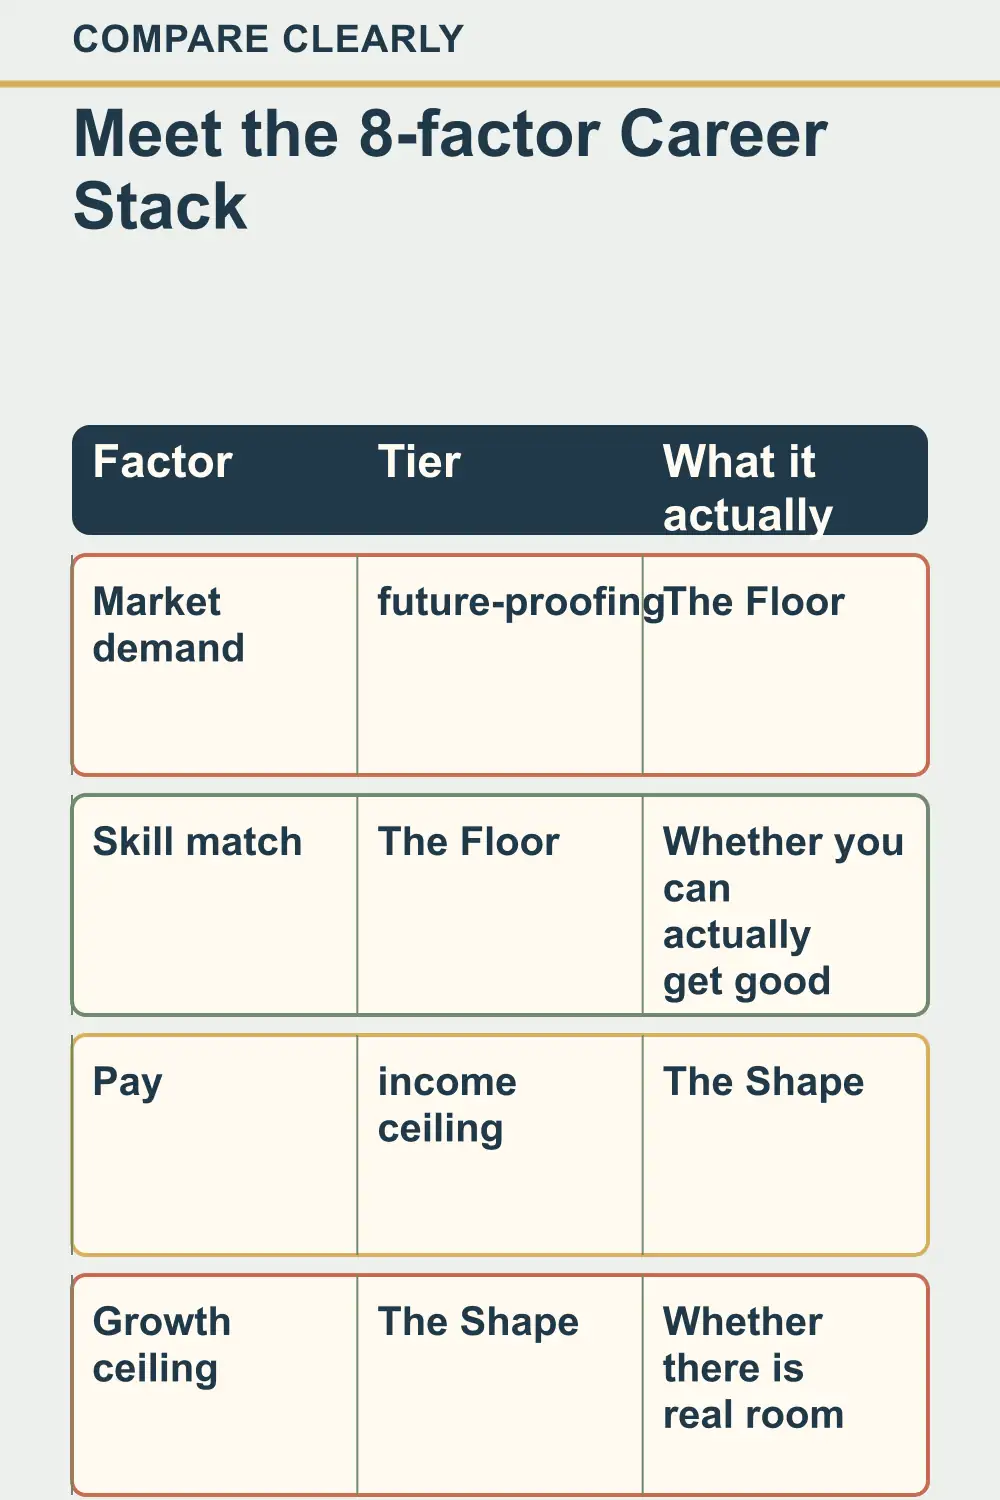 COMPARE CLEARLY
Meet the 8-factor Career
Stack
Factor
Tier
What it
actually
Market
demand
future-proofing
The Floor
Skill match
The Floor
Whether you
can
actually
get good
Pay
income
ceiling
The Shape
Growth
ceiling
The Shape
Whether
there is
real room